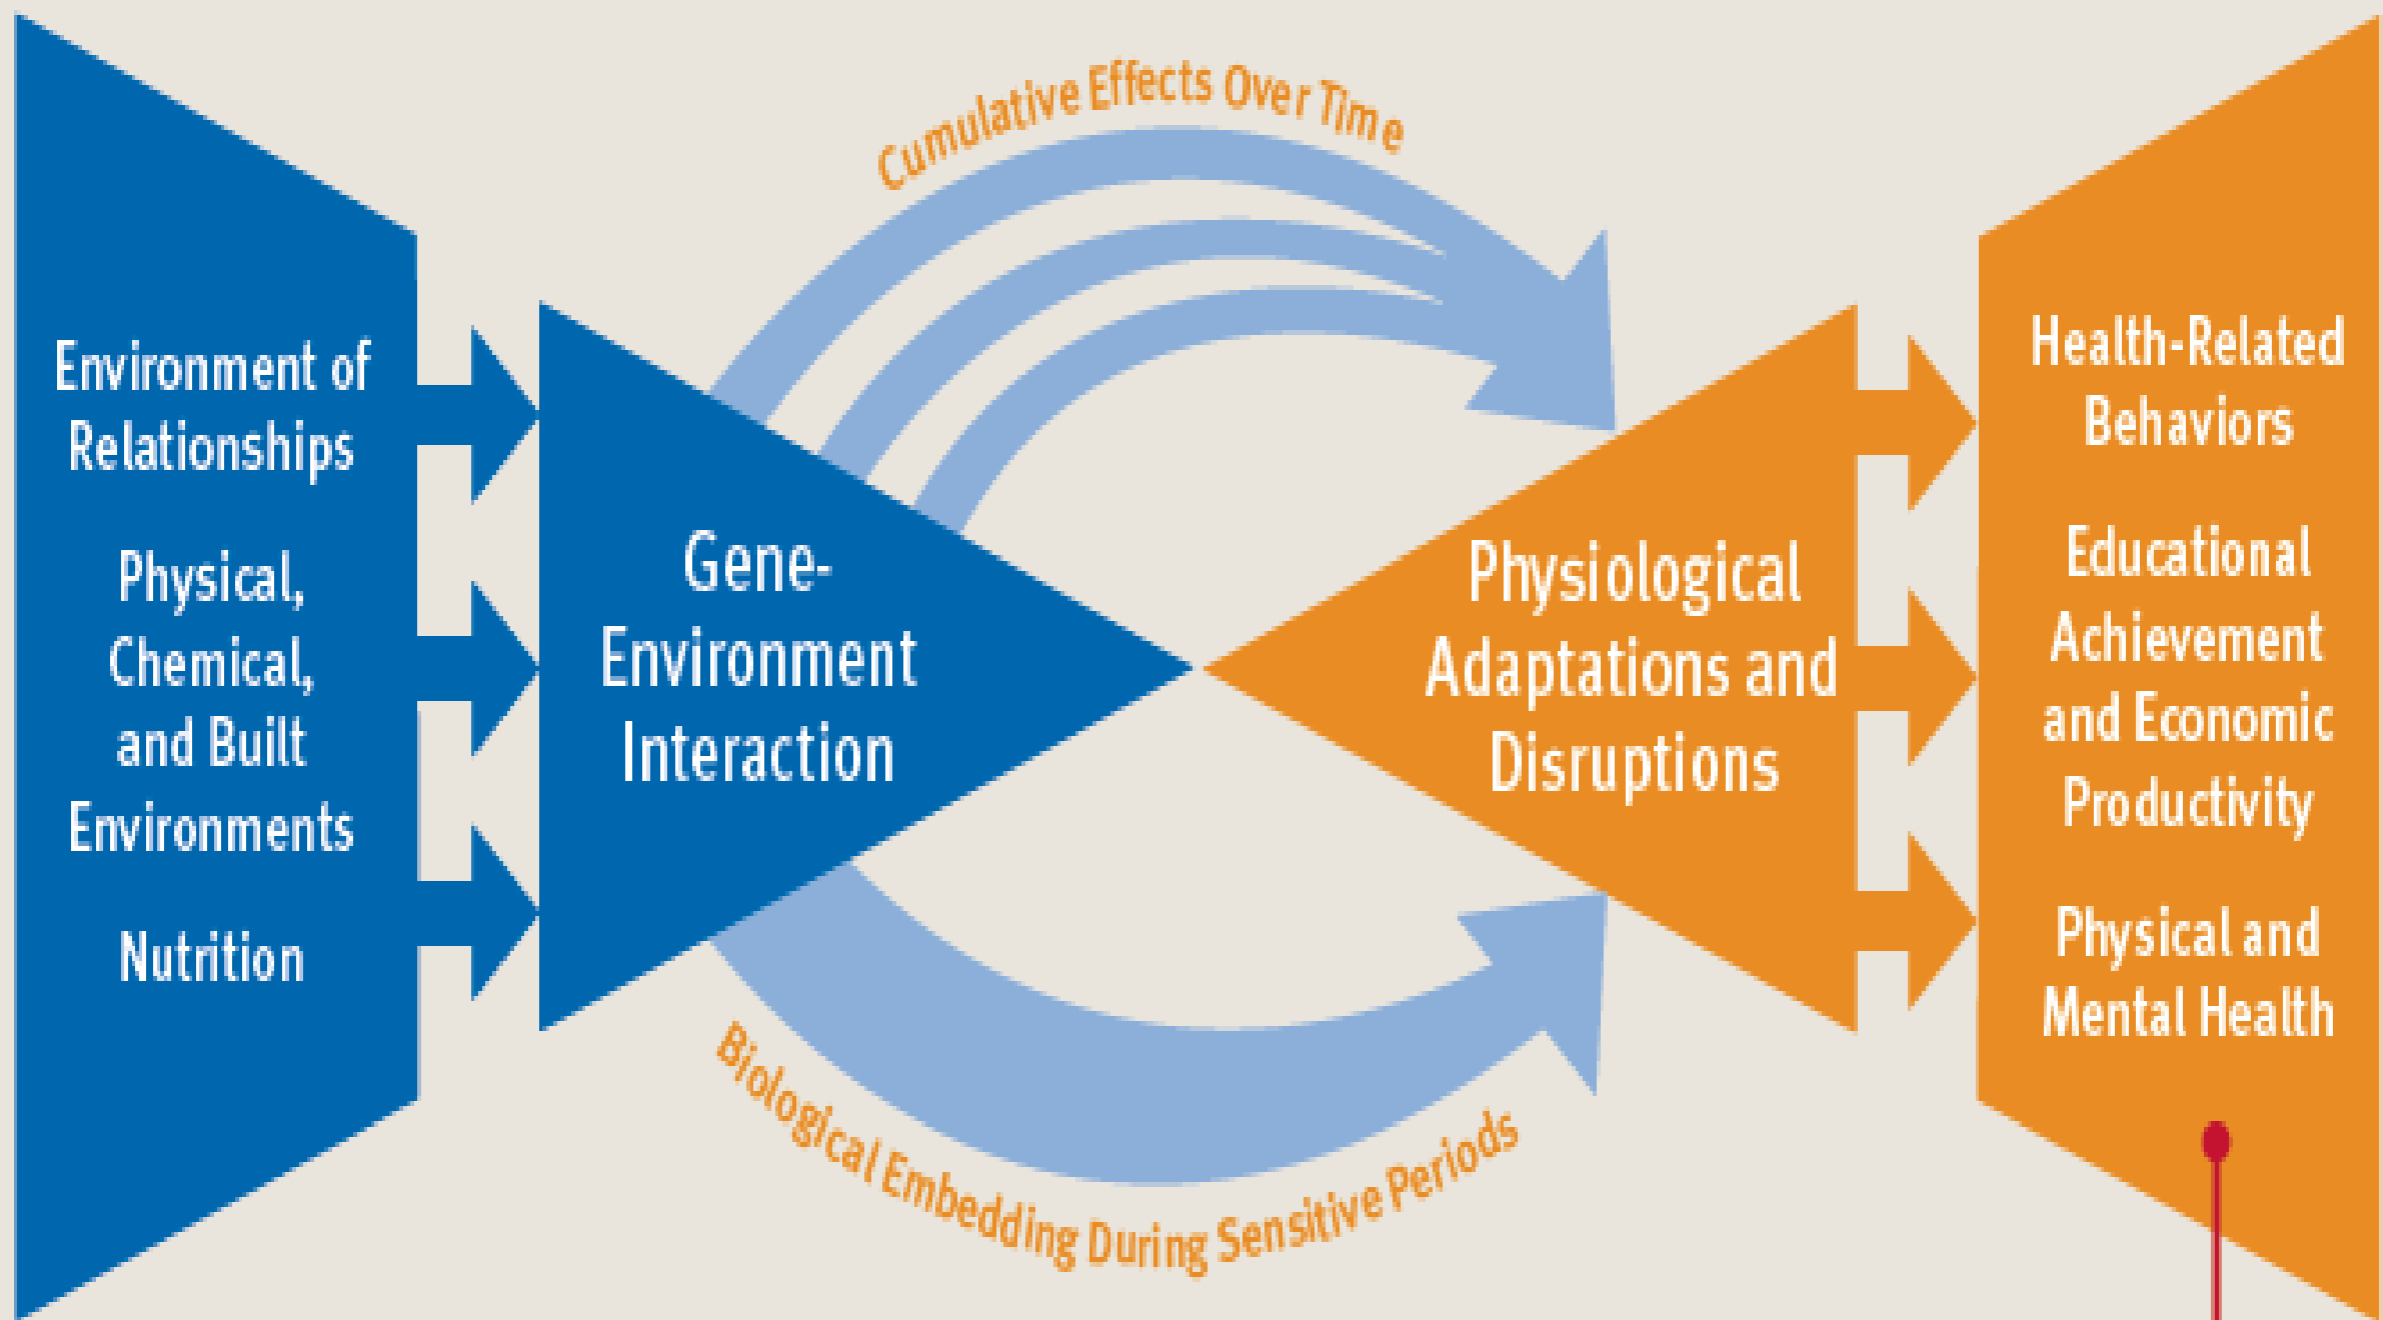 Cumulative Effects Over Time
Environment of
Relationships
Physical,
Chemical,
and Built
Environments
Nutrition
Gene-
Environment
Interaction
Physiological
Adaptations and
Disruptions
Health-Related
Behaviors
Educational
Achievement
and Economic
Productivity
Physical and
Mental Health
Biological Embedding During Sensitive Periods